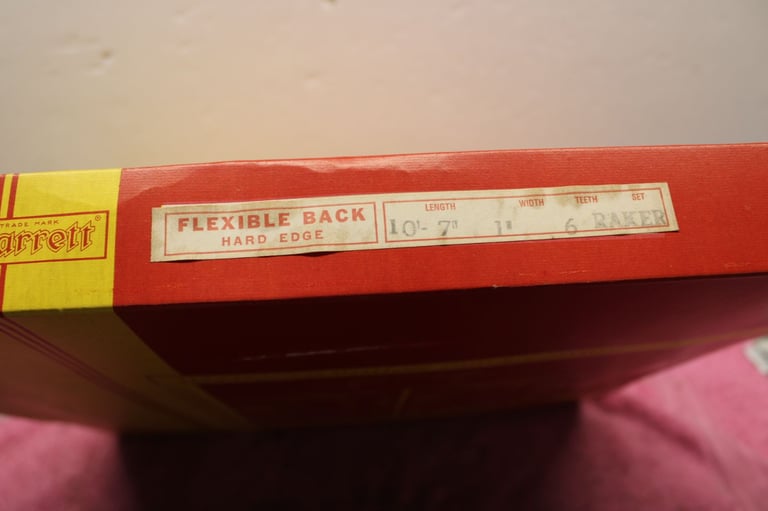 TRADE MARK
arrett®
FLEXIBLE BACK
HARD EDGE
LENGTH WIDTH TEETH SET
10'- 7" 1" 6 RAKER